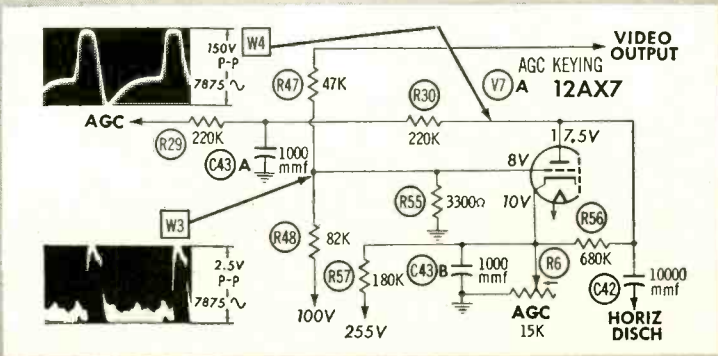 150V
P-P
7875 ∿
W4
VIDEO
OUTPUT
AGC KEYING
V7 A 12AX7
R47 47K
R30
220K
AGC
R29
220K
C43 A 1000
mmf
1 7.5V
8V
10V
W3
R55 3300Ω
R56
680K
2.5V
P-P
7875 ∿
R48 82K
R57 180K
C43 B 1000
mmf
R6
AGC
15K
C42
10000
mmf
HORIZ
DISCH
100V
255V